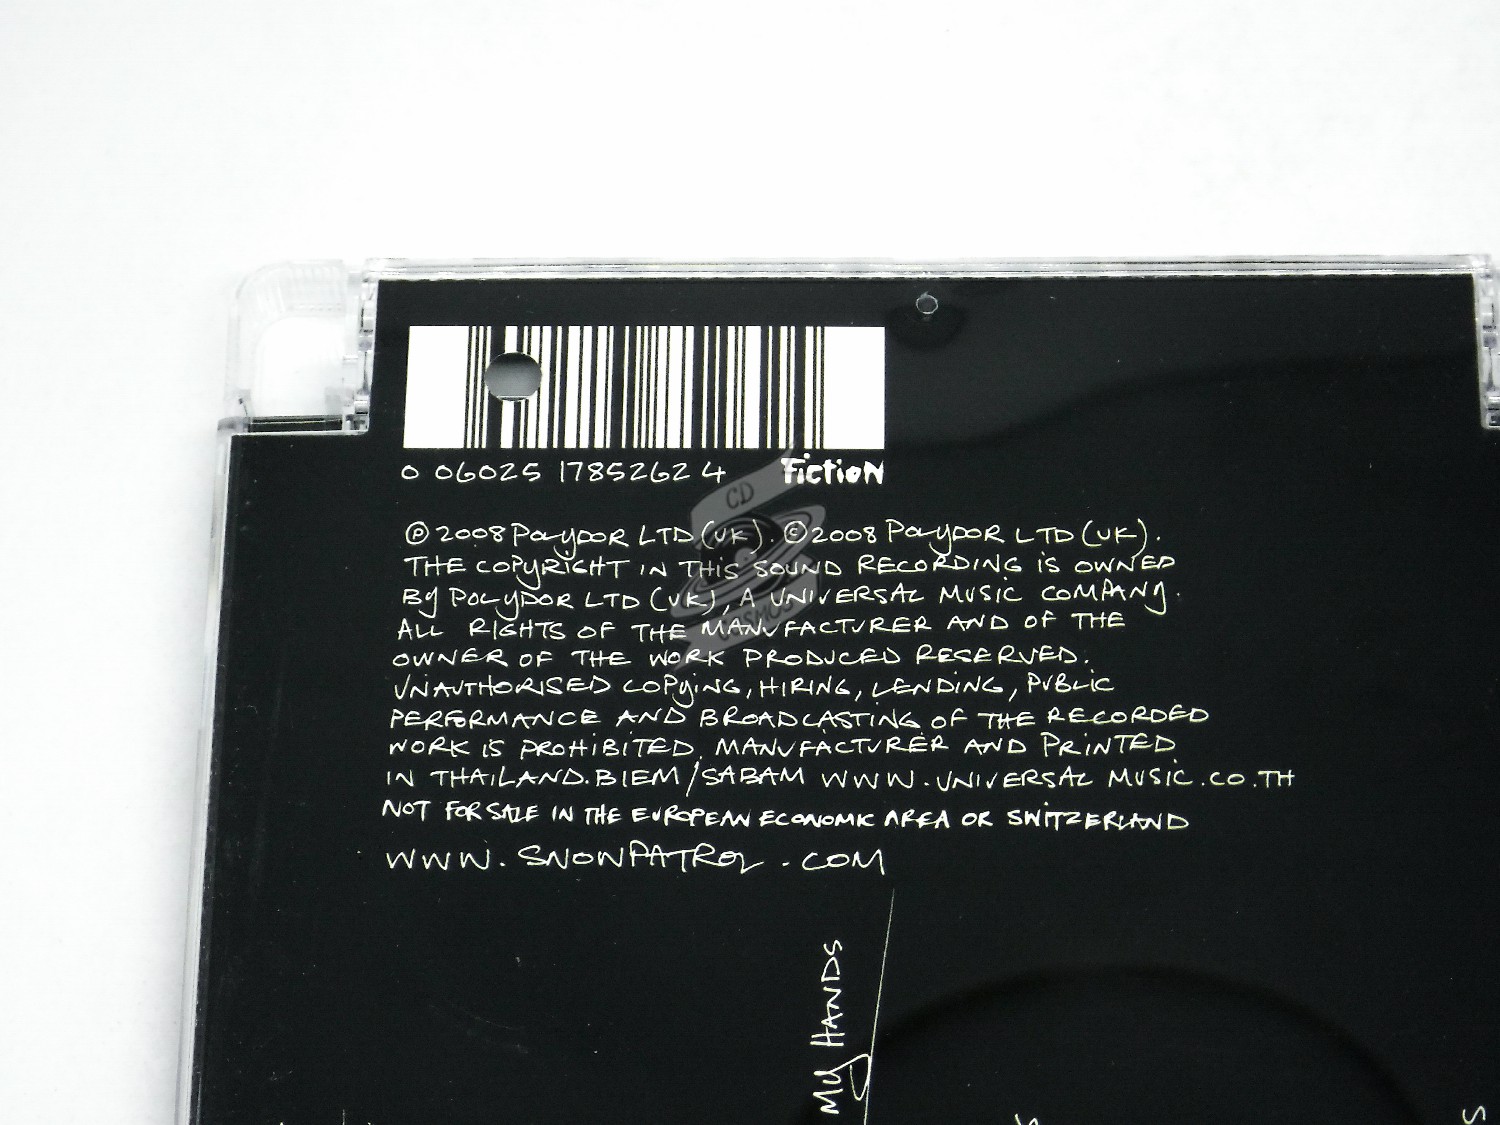 0 06025 1785262 4 Fiction
CD
COSMOS
℗ 2008 POLYDOR LTD (UK). © 2008 POLYDOR LTD (UK).
THE COPYRIGHT IN THIS SOUND RECORDING IS OWNED
BY POLYDOR LTD (UK), A UNIVERSAL MUSIC COMPANY.
ALL RIGHTS OF THE MANUFACTURER AND OF THE
OWNER OF THE WORK PRODUCED RESERVED.
UNAUTHORISED COPYING, HIRING, LENDING, PUBLIC
PERFORMANCE AND BROADCASTING OF THE RECORDED
WORK IS PROHIBITED. MANUFACTURER AND PRINTED
IN THAILAND. BIEM/SABAM WWW.UNIVERSAL MUSIC.CO.TH
NOT FOR SALE IN THE EUROPEAN ECONOMIC AREA OR SWITZERLAND
WWW.SNOWPATROL.COM
MY HANDS